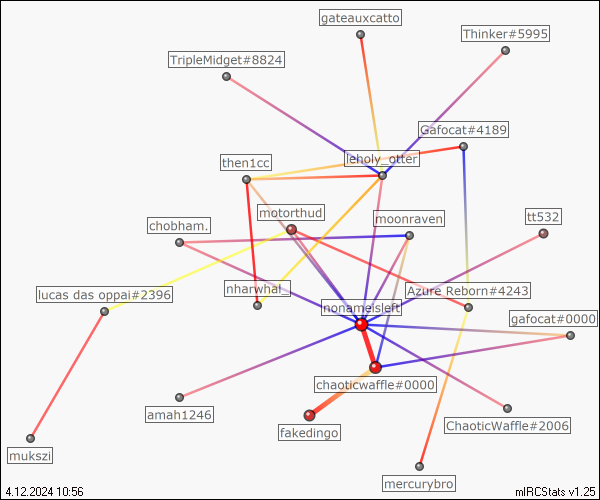 gateauxcatto
Thinker#5995
TripleMidget#8824
Gafocat#4189
then1cc
leholy_otter
motorthud
moonraven
tt532
chobham.
nharwhal_
Azure Reborn#4243
lucas das oppai#2396
nonameisleft
gafocat#0000
chaoticwaffle#0000
amah1246
ChaoticWaffle#2006
fakedingo
mukszi
mercurybro
4.12.2024 10:56
mIRCStats v1.25